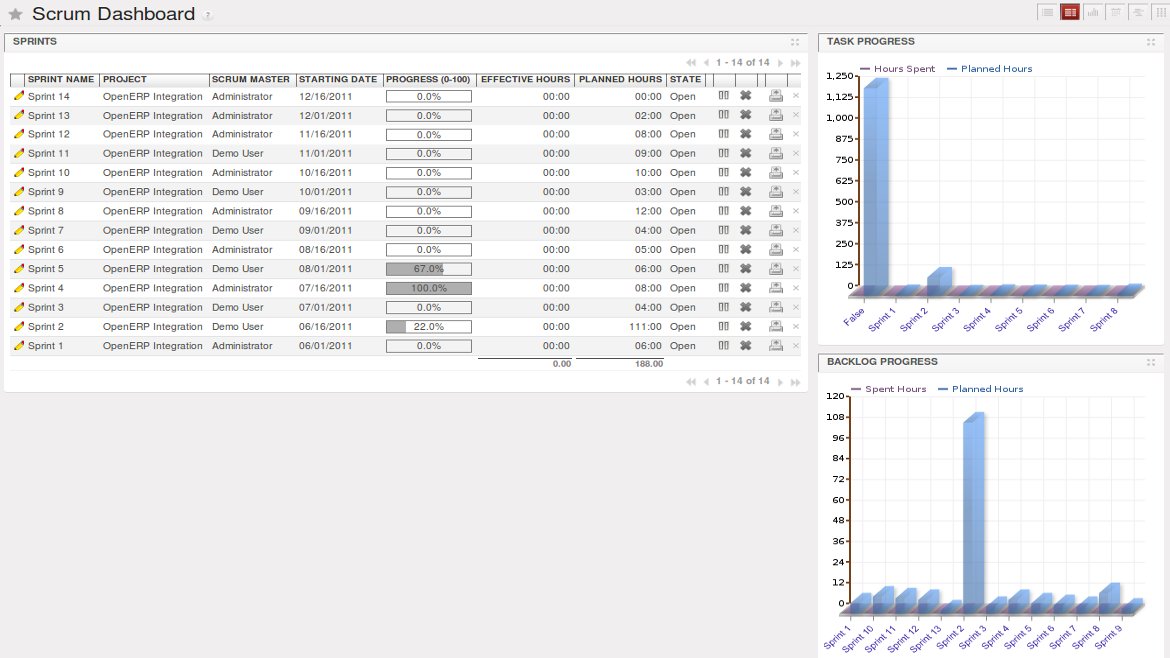 Scrum Dashboard ?
SPRINTS
1 - 14 of 14
SPRINT NAME PROJECT SCRUM MASTER STARTING DATE PROGRESS (0-100) EFFECTIVE HOURS PLANNED HOURS STATE
Sprint 14 OpenERP Integration Administrator 12/16/2011 0.0% 00:00 00:00 Open
Sprint 13 OpenERP Integration Administrator 12/01/2011 0.0% 00:00 02:00 Open
Sprint 12 OpenERP Integration Administrator 11/16/2011 0.0% 00:00 08:00 Open
Sprint 11 OpenERP Integration Demo User 11/01/2011 0.0% 00:00 09:00 Open
Sprint 10 OpenERP Integration Administrator 10/16/2011 0.0% 00:00 10:00 Open
Sprint 9 OpenERP Integration Demo User 10/01/2011 0.0% 00:00 03:00 Open
Sprint 8 OpenERP Integration Administrator 09/16/2011 0.0% 00:00 12:00 Open
Sprint 7 OpenERP Integration Demo User 09/01/2011 0.0% 00:00 04:00 Open
Sprint 6 OpenERP Integration Administrator 08/16/2011 0.0% 00:00 05:00 Open
Sprint 5 OpenERP Integration Demo User 08/01/2011 67.0% 00:00 06:00 Open
Sprint 4 OpenERP Integration Administrator 07/16/2011 100.0% 00:00 08:00 Open
Sprint 3 OpenERP Integration Demo User 07/01/2011 0.0% 00:00 04:00 Open
Sprint 2 OpenERP Integration Demo User 06/16/2011 22.0% 00:00 111:00 Open
Sprint 1 OpenERP Integration Administrator 06/01/2011 0.0% 00:00 06:00 Open
0.00 188.00
1 - 14 of 14
TASK PROGRESS
Hours Spent Planned Hours
1,250
1,125
1,000
875
750
625
500
375
250
125
0
False Sprint 1 Sprint 2 Sprint 3 Sprint 4 Sprint 5 Sprint 6 Sprint 7 Sprint 8
BACKLOG PROGRESS
Spent Hours Planned Hours
120
108
96
84
72
60
48
36
24
12
0
Sprint 1 Sprint 10 Sprint 11 Sprint 12 Sprint 13 Sprint 2 Sprint 3 Sprint 4 Sprint 5 Sprint 6 Sprint 7 Sprint 8 Sprint 9